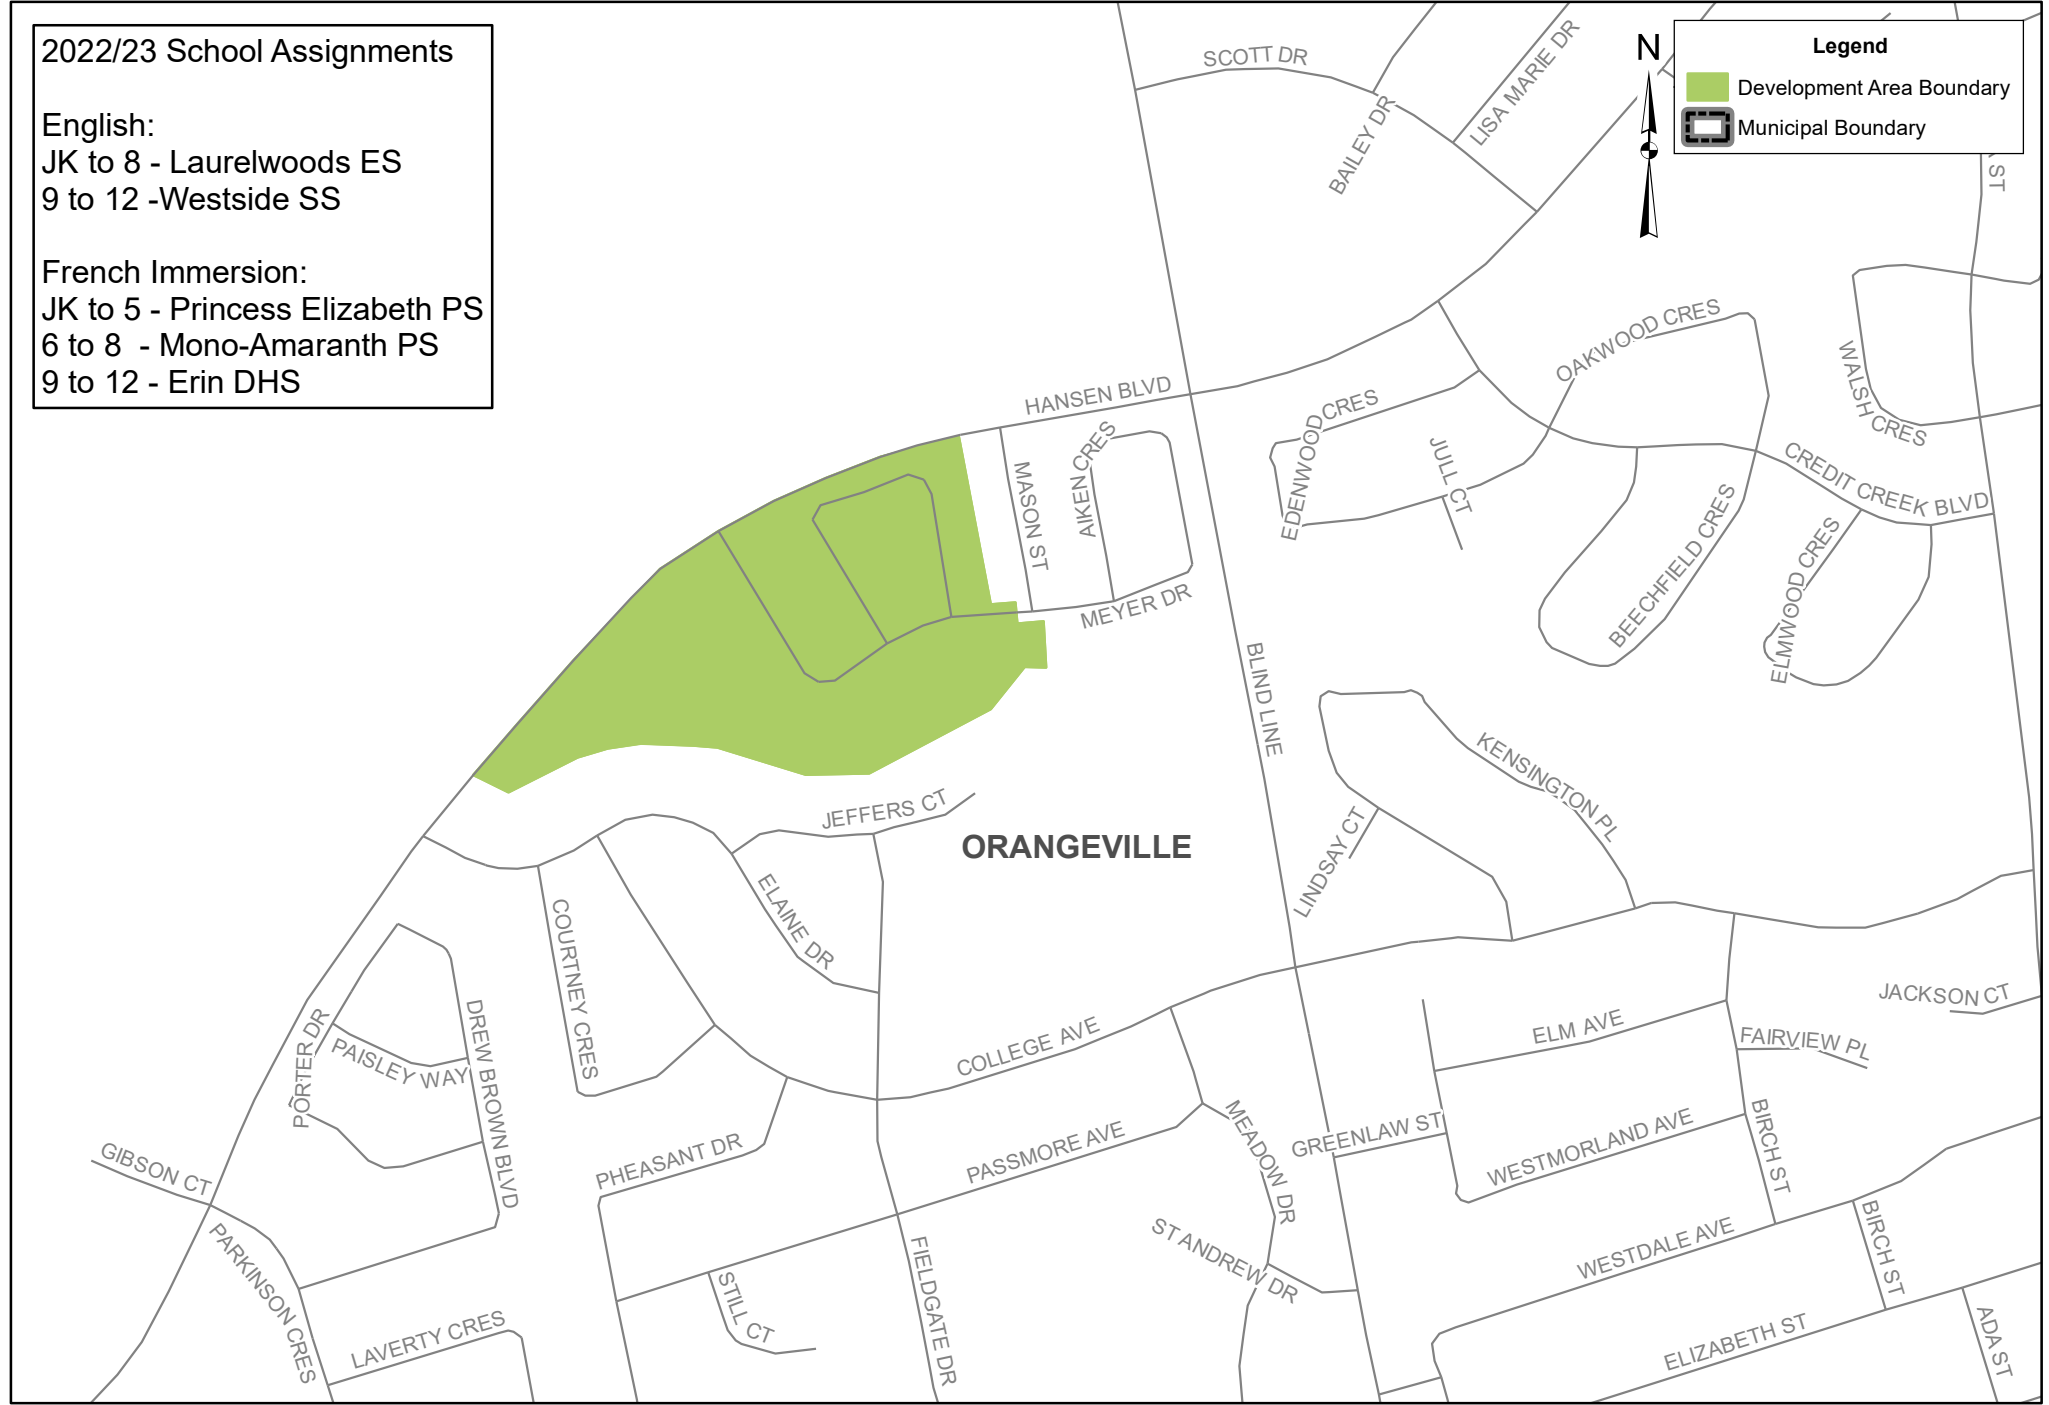 2022/23 School Assignments
English:
JK to 8 - Laurelwoods ES
9 to 12 -Westside SS
French Immersion:
JK to 5 - Princess Elizabeth PS
6 to 8  - Mono-Amaranth PS
9 to 12 - Erin DHS
N
Legend
Development Area Boundary
Municipal Boundary
SCOTT DR
LISA MARIE DR
BAILEY DR
ST
OAKWOOD CRES
WALSH CRES
HANSEN BLVD
EDENWOOD CRES
JULL CT
AIKEN CRES
MASON ST
CREDIT CREEK BLVD
BEECHFIELD CRES
ELMWOOD CRES
MEYER DR
BLIND LINE
KENSINGTON PL
LINDSAY CT
JEFFERS CT
ORANGEVILLE
ELAINE DR
COURTNEY CRES
DREW BROWN BLVD
PORTER DR
PAISLEY WAY
COLLEGE AVE
ELM AVE
JACKSON CT
FAIRVIEW PL
GIBSON CT
PHEASANT DR
PASSMORE AVE
MEADOW DR
GREENLAW ST
WESTMORLAND AVE
BIRCH ST
PARKINSON CRES
ST ANDREW DR
WESTDALE AVE
BIRCH ST
FIELDGATE DR
STILL CT
LAVERTY CRES
ELIZABETH ST
ADA ST